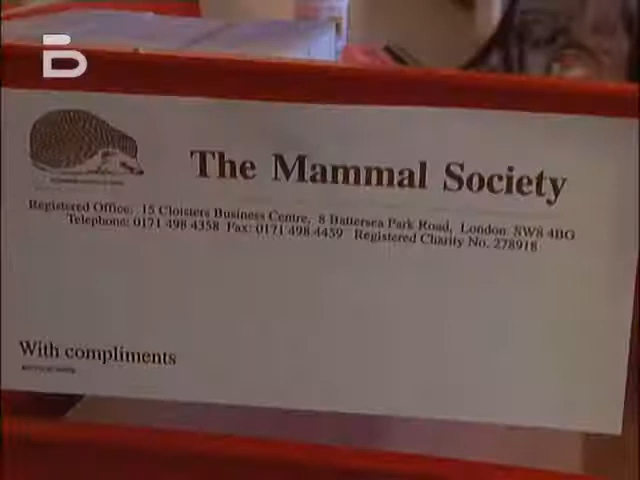 The Mammal Society
Registered Office: 15 Cloisters Business Centre, 8 Battersea Park Road, London SW8 4BG
Telephone: 0171 498 4358 Fax: 0171 498 4459 Registered Charity No. 278918
With compliments